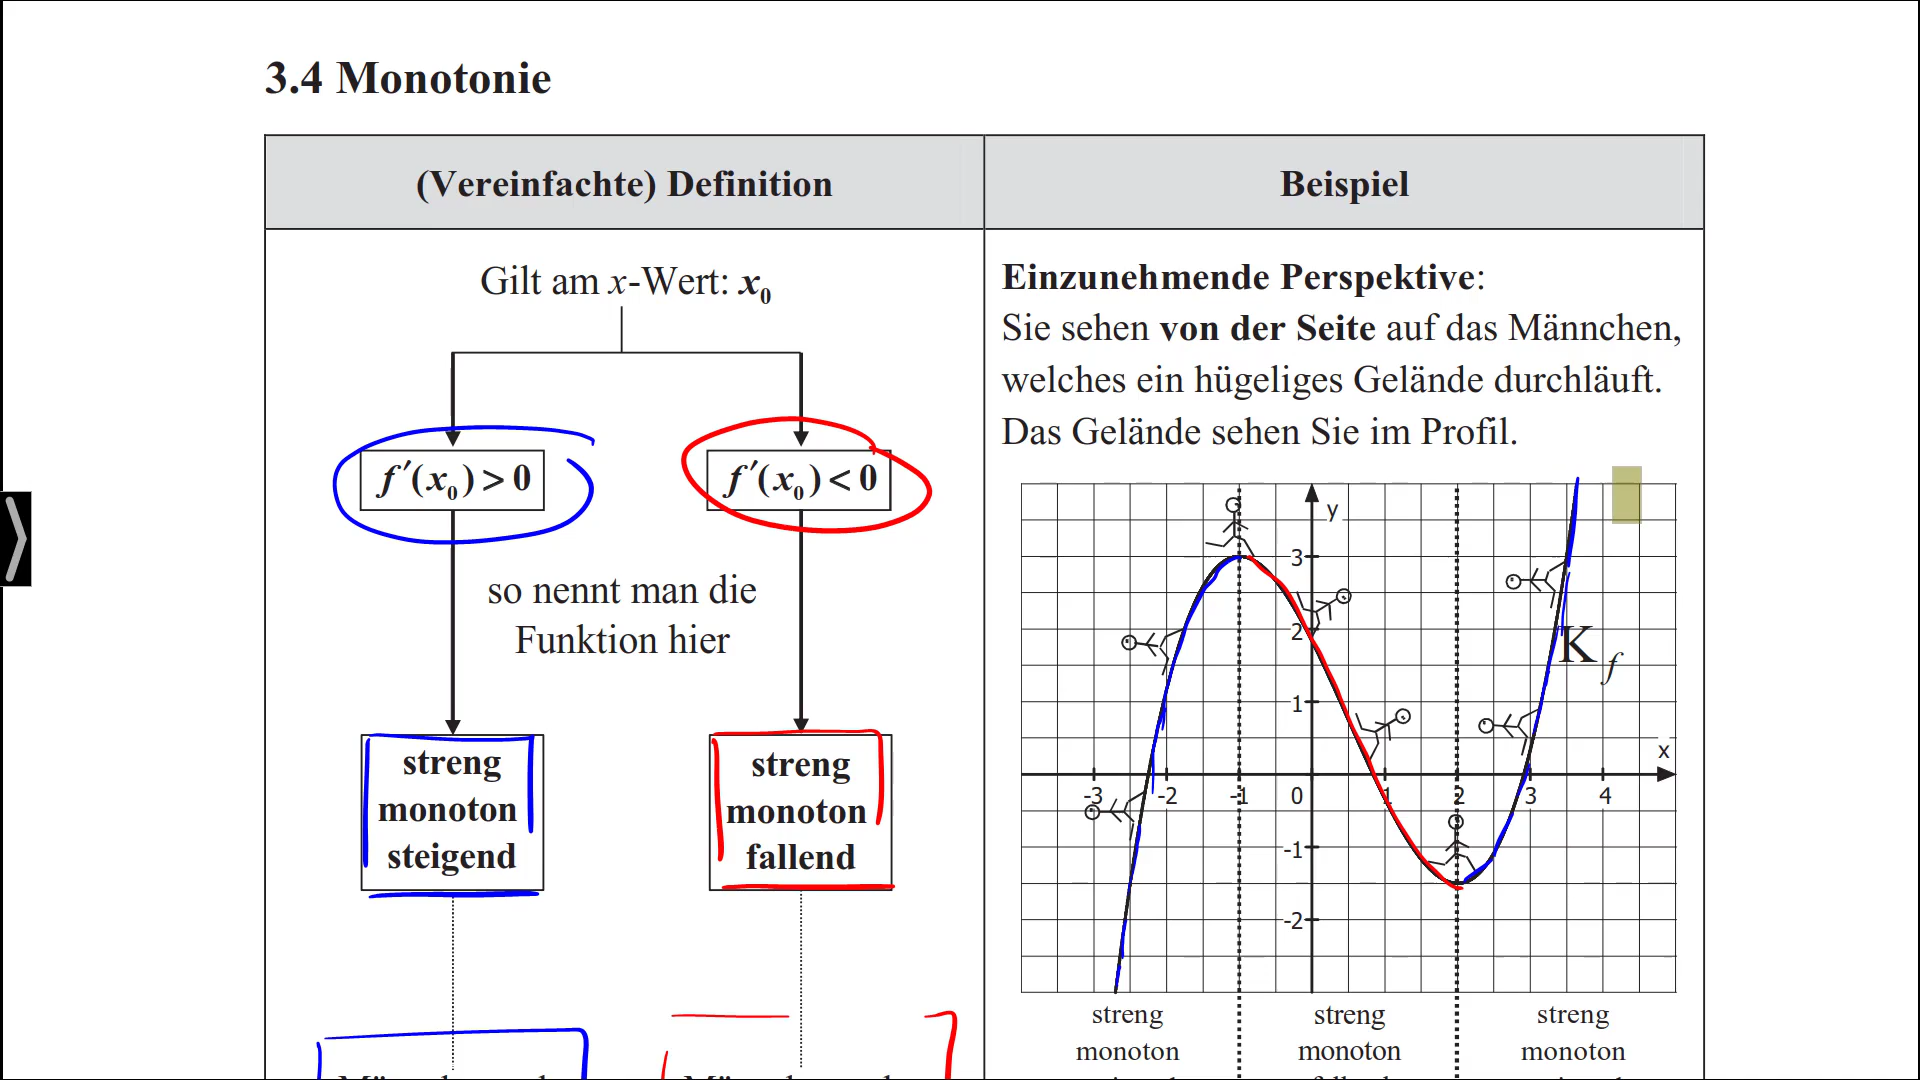 3.4 Monotonie
(Vereinfachte) Definition
Beispiel
Gilt am x-Wert: x₀
f′(x₀) > 0
f′(x₀) < 0
so nennt man die
Funktion hier
streng
monoton
steigend
streng
monoton
fallend
Einzunehmende Perspektive:
Sie sehen von der Seite auf das Männchen,
welches ein hügeliges Gelände durchläuft.
Das Gelände sehen Sie im Profil.
y
3
2
1
K f
x
-3 -2 -1 0 1 2 3 4
-1
-2
streng streng streng
monoton monoton monoton